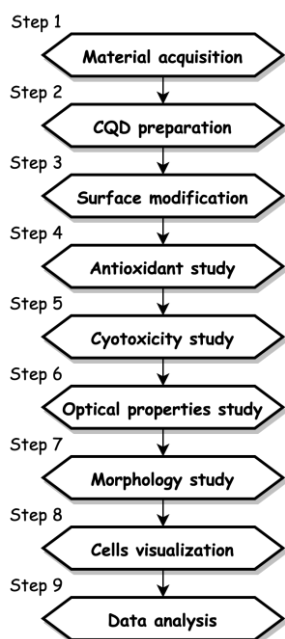 Step 1
Material acquisition
Step 2
CQD preparation
Step 3
Surface modification
Step 4
Antioxidant study
Step 5
Cyotoxicity study
Step 6
Optical properties study
Step 7
Morphology study
Step 8
Cells visualization
Step 9
Data analysis